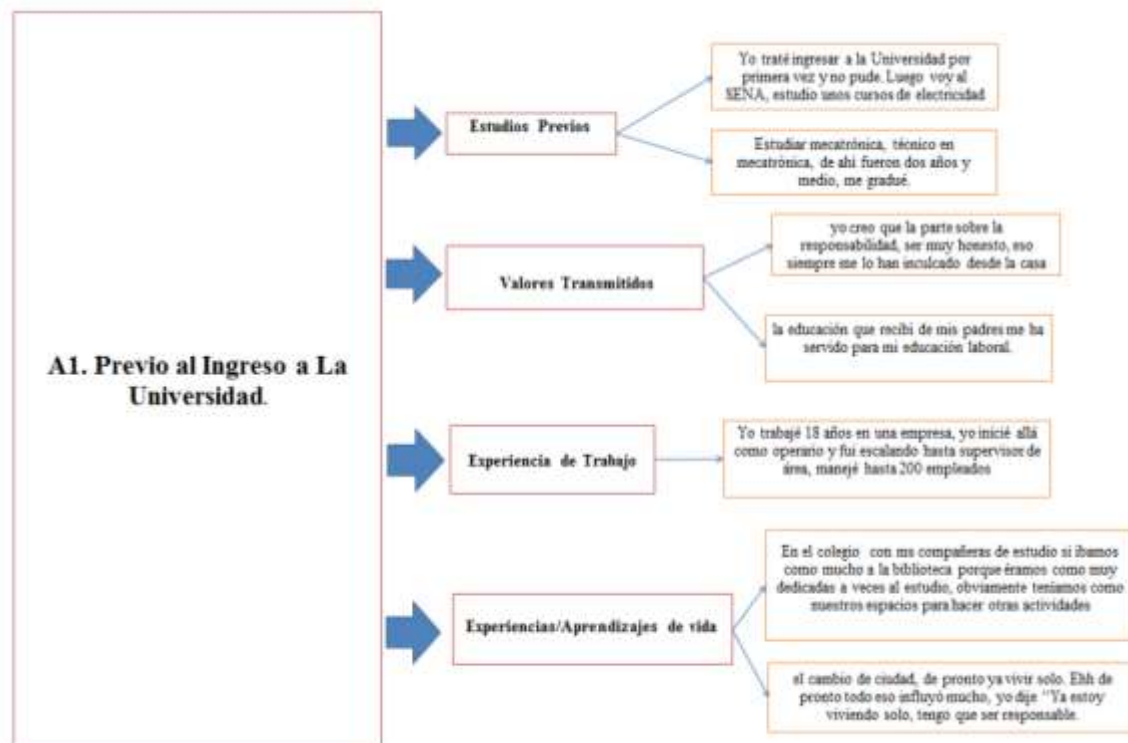 A1. Previo al Ingreso a La
Universidad.
Estudios Previos
Yo traté ingresar a la Universidad por
primera vez y no pude. Luego voy al
SENA, estudio unos cursos de electricidad
Estudiar mecatrónica, técnico en
mecatrónica, de ahi fueron dos años y
medio, me gradué.
Valores Transmitidos
yo creo que la parte sobre la
responsabilidad, ser muy honesto, eso
siempre me lo han inculcado desde la casa
la educación que recibi de mis padres me ha
servido para mi educación laboral.
Experiencia de Trabajo
Yo trabajé 18 años en una empresa, yo inicié allá
como operario y fui escalando hasta supervisor de
área, manejé hasta 200 empleados
Experiencias/Aprendizajes de vida
En el colegio con ms compañeras de estudio si ibamos
como mucho a la biblioteca porque éramos como muy
dedicadas a veces al estudio, obviamente teníamos como
nuestros espacios para hacer otras actividades
el cambio de ciudad, de pronto ya vivir solo. Ehh de
pronto todo eso influyó mucho, yo dije "Ya estoy
viviendo solo, tengo que ser responsable.